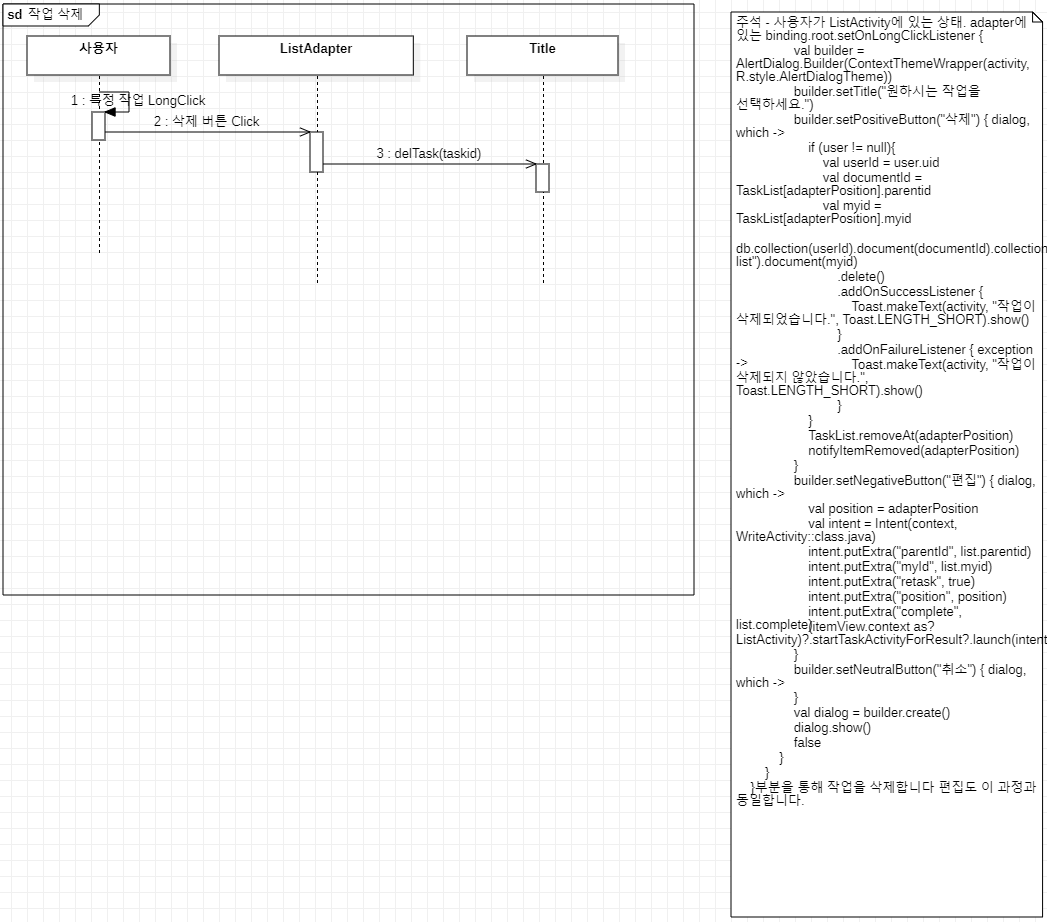 sd 작업 삭제
사용자
ListAdapter
Title
1 : 특정 작업 LongClick
2 : 삭제 버튼 Click
3 : delTask(taskid)
주석 - 사용자가 ListActivity에 있는 상태. adapter에
있는 binding.root.setOnLongClickListener {
val builder =
AlertDialog.Builder(ContextThemeWrapper(activity,
R.style.AlertDialogTheme))
builder.setTitle("원하시는 작업을
선택하세요.")
builder.setPositiveButton("삭제") { dialog,
which ->
if (user != null){
val userId = user.uid
val documentId =
TaskList[adapterPosition].parentid
val myid =
TaskList[adapterPosition].myid
db.collection(userId).document(documentId).collection
list").document(myid)
.delete()
.addOnSuccessListener {
Toast.makeText(activity, "작업이
삭제되었습니다.", Toast.LENGTH_SHORT).show()
}
.addOnFailureListener { exception
->
Toast.makeText(activity, "작업이
삭제되지 않았습니다.",
Toast.LENGTH_SHORT).show()
}
}
TaskList.removeAt(adapterPosition)
notifyItemRemoved(adapterPosition)
}
builder.setNegativeButton("편집") { dialog,
which ->
val position = adapterPosition
val intent = Intent(context,
WriteActivity::class.java)
intent.putExtra("parentId", list.parentid)
intent.putExtra("myId", list.myid)
intent.putExtra("retask", true)
intent.putExtra("position", position)
intent.putExtra("complete",
list.complete)
(itemView.context as?
ListActivity)?.startTaskActivityForResult?.launch(intent
}
builder.setNeutralButton("취소") { dialog,
which ->
}
val dialog = builder.create()
dialog.show()
false
}
}
}부분을 통해 작업을 삭제합니다 편집도 이 과정과
동일합니다.